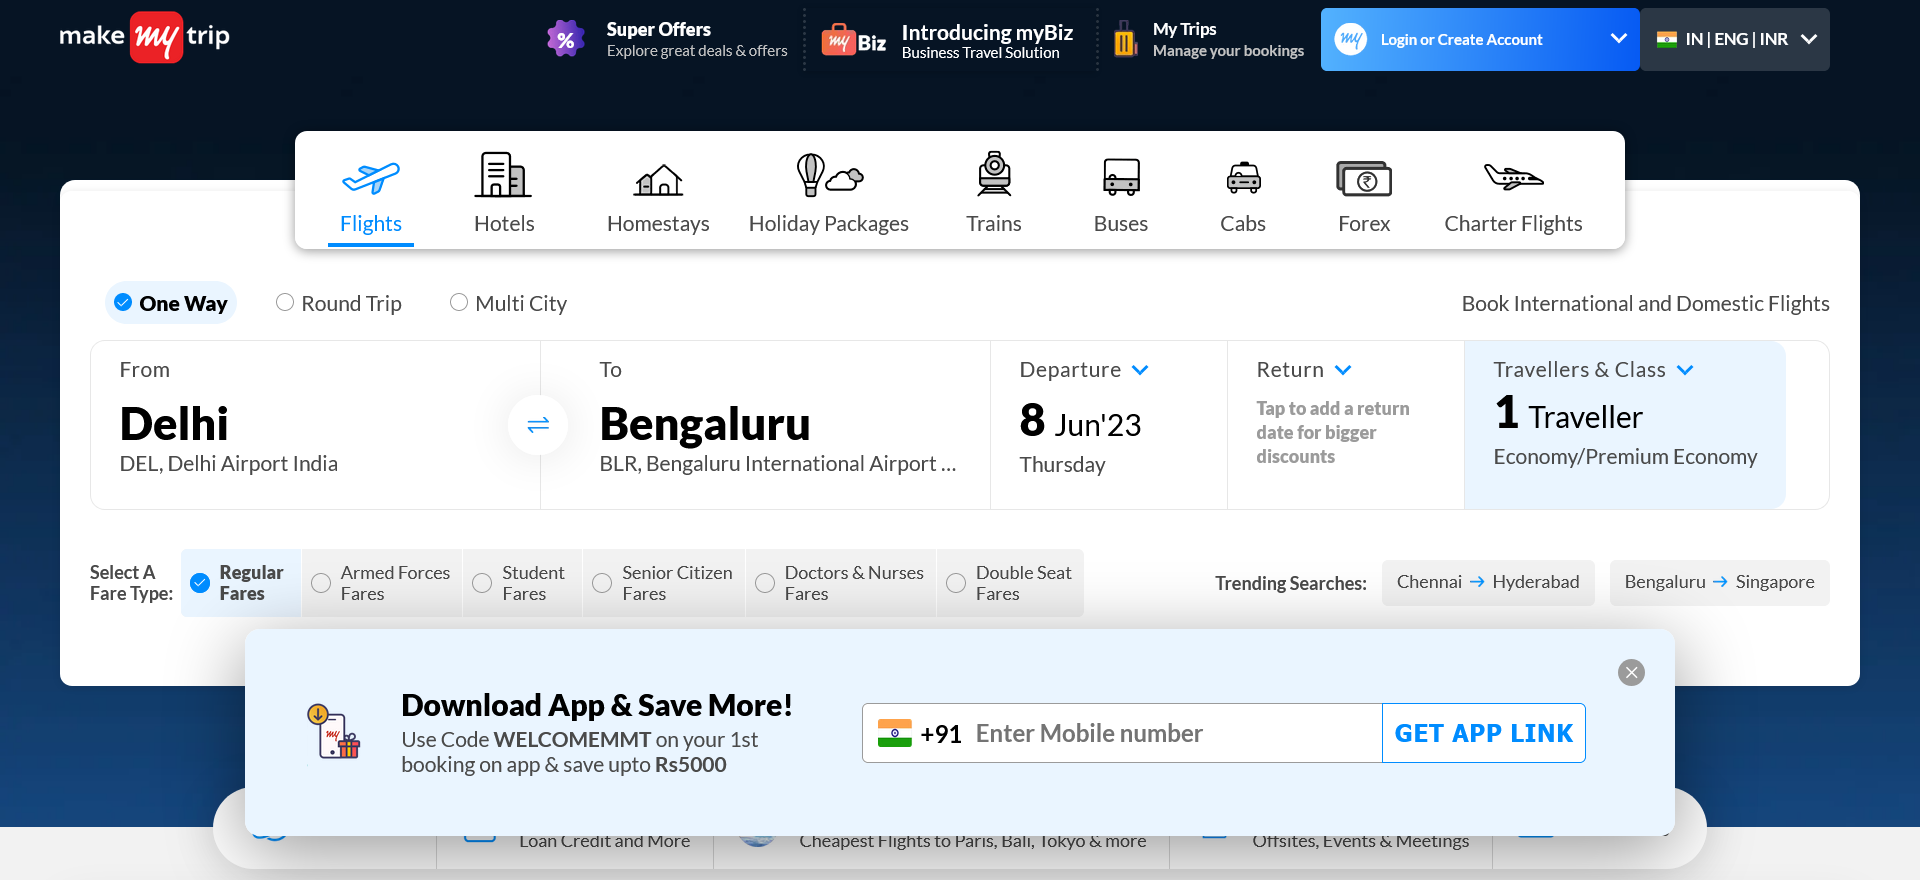 make my trip
%
Super Offers
Explore great deals & offers
my Biz
Introducing myBiz
Business Travel Solution
My Trips
Manage your bookings
my
Login or Create Account
IN | ENG | INR
Flights
Hotels
Homestays
Holiday Packages
Trains
Buses
Cabs
₹
Forex
Charter Flights
One Way
Round Trip
Multi City
Book International and Domestic Flights
From
Delhi
DEL, Delhi Airport India
To
Bengaluru
BLR, Bengaluru International Airport ...
Departure
8 Jun'23
Thursday
Return
Tap to add a return
date for bigger
discounts
Travellers & Class
1 Traveller
Economy/Premium Economy
Select A
Fare Type:
Regular
Fares
Armed Forces
Fares
Student
Fares
Senior Citizen
Fares
Doctors & Nurses
Fares
Double Seat
Fares
Trending Searches:
Chennai → Hyderabad
Bengaluru → Singapore
my
Download App & Save More!
Use Code WELCOMEMMT on your 1st
booking on app & save upto Rs5000
+91 Enter Mobile number
GET APP LINK
Loan Credit and More
Cheapest Flights to Paris, Bali, Tokyo & more
Offsites, Events & Meetings